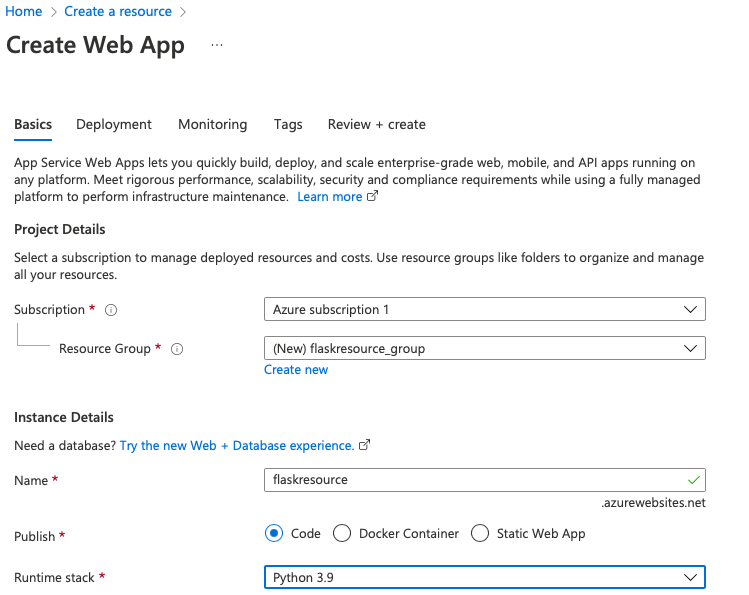 Home > Create a resource >
Create Web App ...
Basics Deployment Monitoring Tags Review + create
App Service Web Apps lets you quickly build, deploy, and scale enterprise-grade web, mobile, and API apps running on
any platform. Meet rigorous performance, scalability, security and compliance requirements while using a fully managed
platform to perform infrastructure maintenance. Learn more
Project Details
Select a subscription to manage deployed resources and costs. Use resource groups like folders to organize and manage
all your resources.
Subscription * Azure subscription 1
Resource Group * (New) flaskresource_group
Create new
Instance Details
Need a database? Try the new Web + Database experience.
Name * flaskresource
.azurewebsites.net
Publish * Code Docker Container Static Web App
Runtime stack * Python 3.9